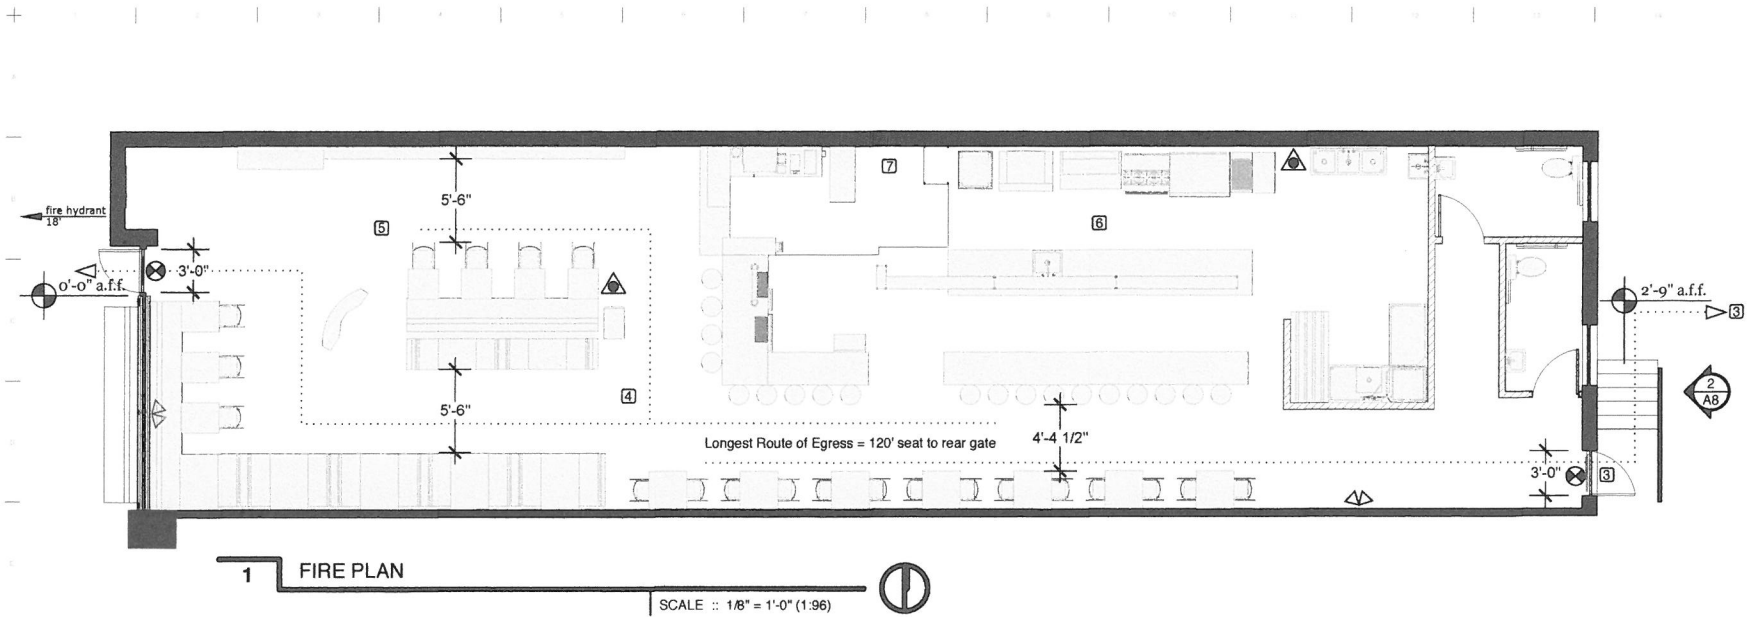 7
5'-6"
fire hydrant
18'
5
6
3'-0"
0'-0" a.f.f.
2'-9" a.f.f.
3
4
5'-6"
2
A8
Longest Route of Egress = 120' seat to rear gate
4'-4 1/2"
3'-0"
3
1
FIRE PLAN
SCALE :: 1/8" = 1'-0" (1:96)